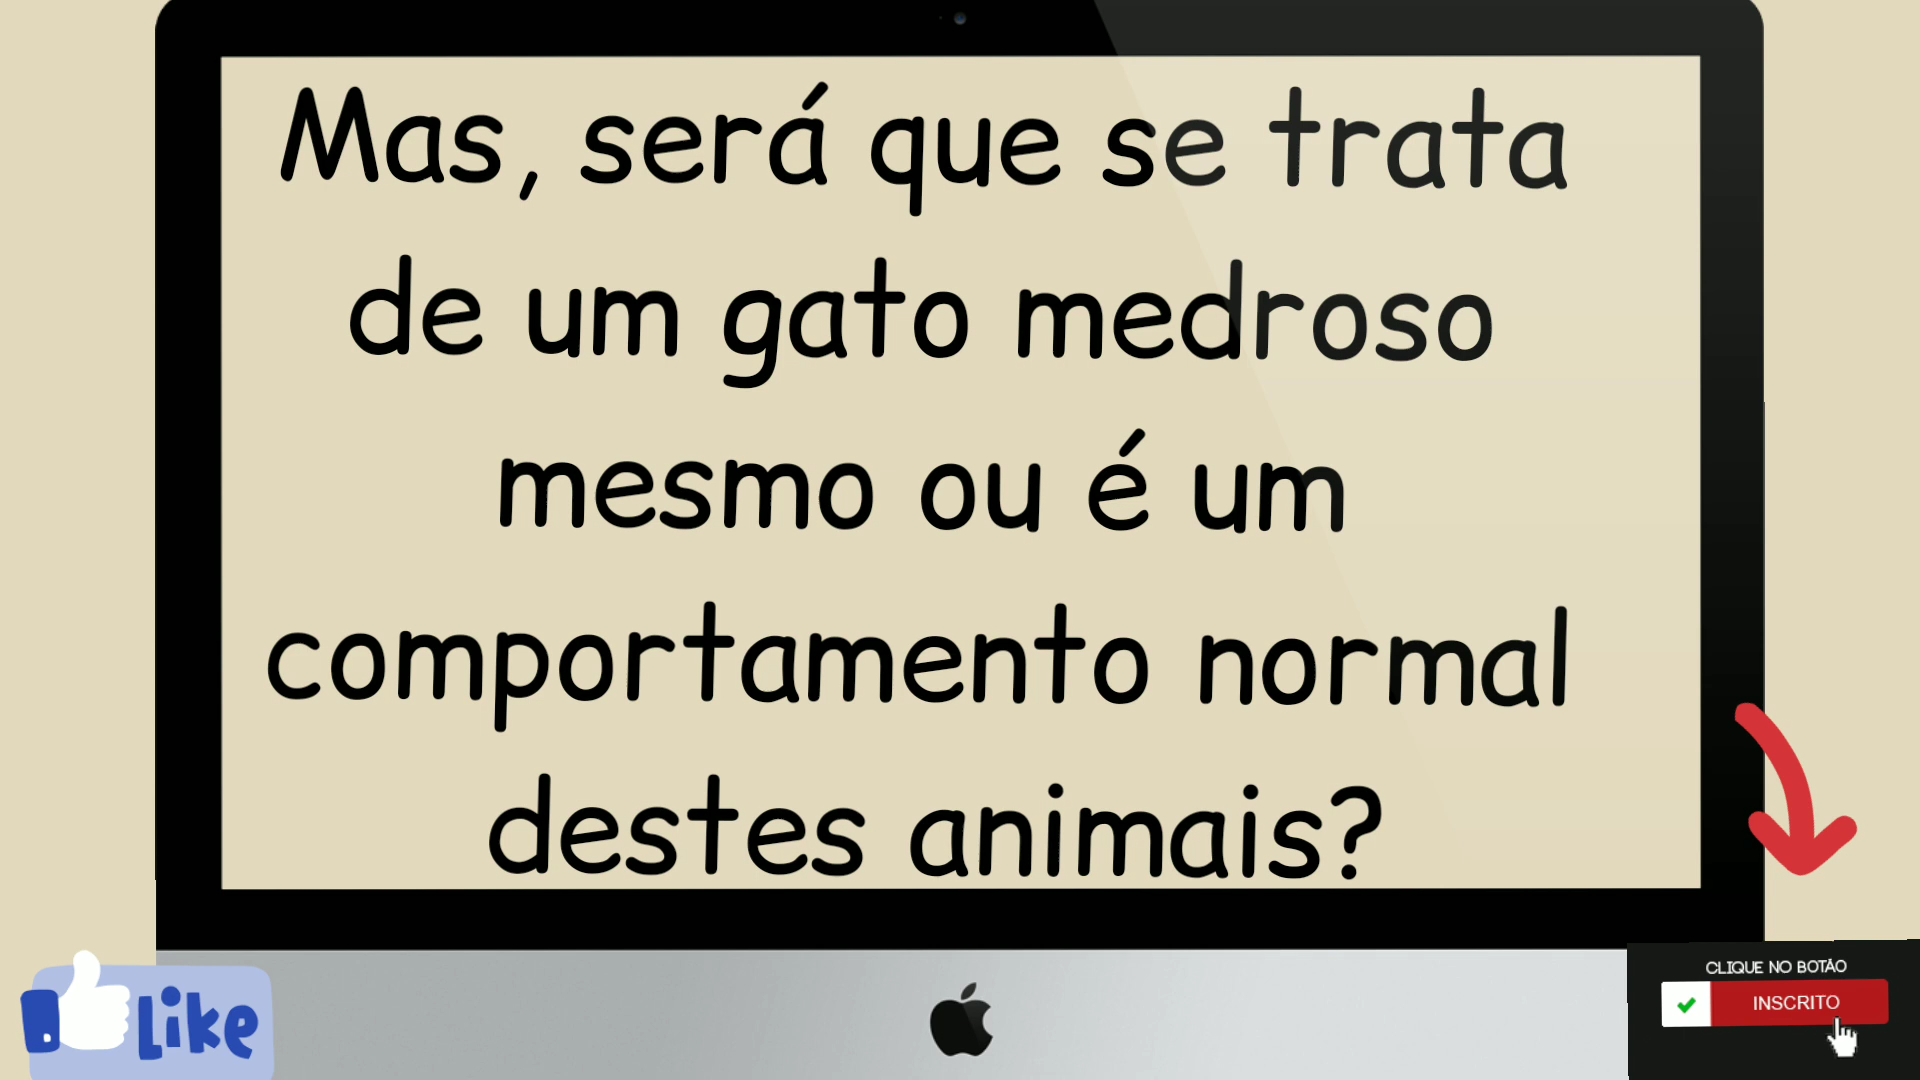 Mas, será que se trata
de um gato medroso
mesmo ou é um
comportamento normal
destes animais?
Like
CLIQUE NO BOTÃO
INSCRITO